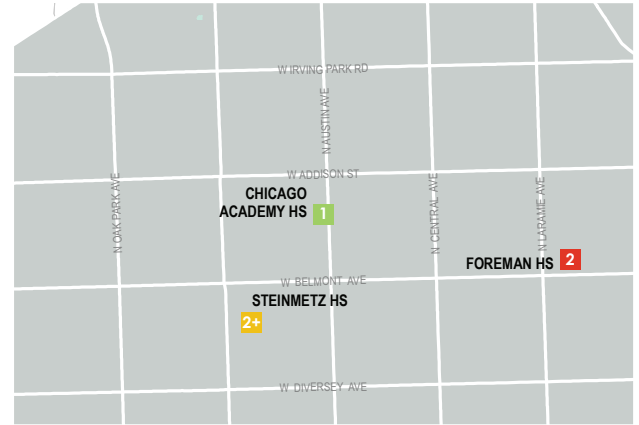 W IRVING PARK RD
N AUSTIN AVE
W ADDISON ST
N OAK PARK AVE
N CENTRAL AVE
N LARAMIE AVE
CHICAGO
ACADEMY HS 1
FOREMAN HS 2
W BELMONT AVE
STEINMETZ HS
2+
W DIVERSEY AVE